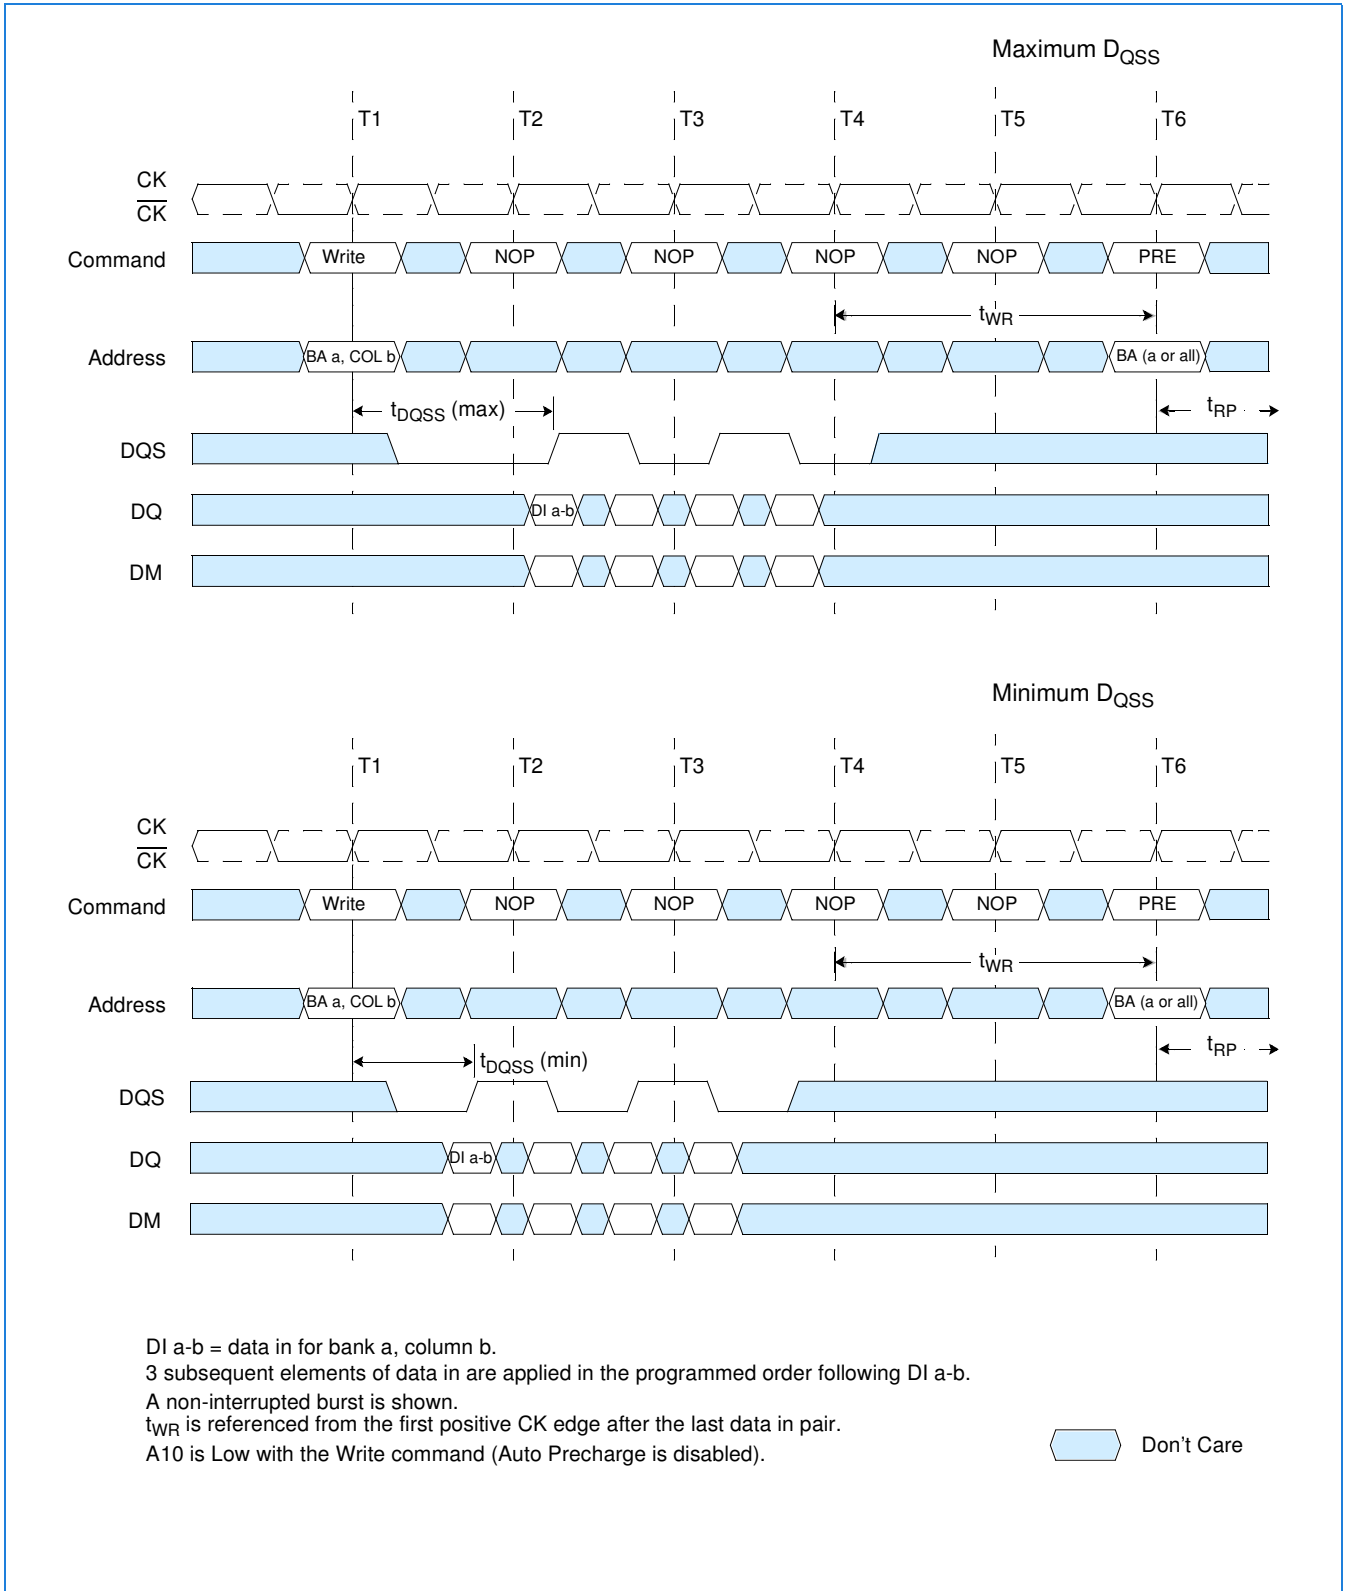 Maximum DQSS
T1 T2 T3 T4 T5 T6
CK
CK
Command Write NOP NOP NOP NOP PRE
tWR
Address BA a, COL b BA (a or all)
tDQSS (max) tRP
DQS
DQ DI a-b
DM
Minimum DQSS
T1 T2 T3 T4 T5 T6
CK
CK
Command Write NOP NOP NOP NOP PRE
tWR
Address BA a, COL b BA (a or all)
tDQSS (min) tRP
DQS
DQ DI a-b
DM
DI a-b = data in for bank a, column b.
3 subsequent elements of data in are applied in the programmed order following DI a-b.
A non-interrupted burst is shown.
tWR is referenced from the first positive CK edge after the last data in pair.
A10 is Low with the Write command (Auto Precharge is disabled).
Don't Care